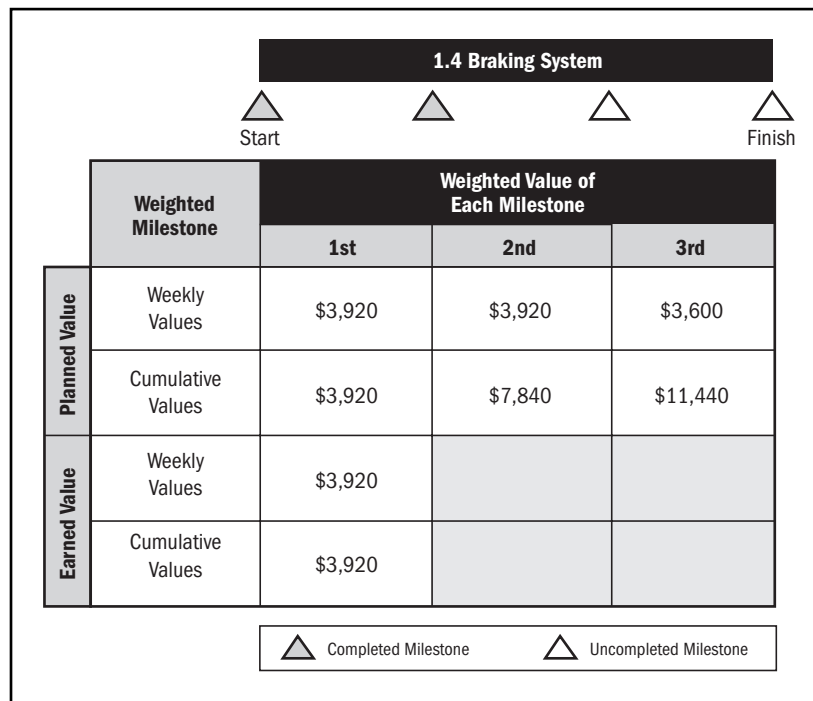 1.4 Braking System
Start
Finish
Weighted
Milestone
Weighted Value of
Each Milestone
1st 2nd 3rd
Planned Value
Weekly
Values
$3,920 $3,920 $3,600
Cumulative
Values
$3,920 $7,840 $11,440
Earned Value
Weekly
Values
$3,920
Cumulative
Values
$3,920
Completed Milestone Uncompleted Milestone